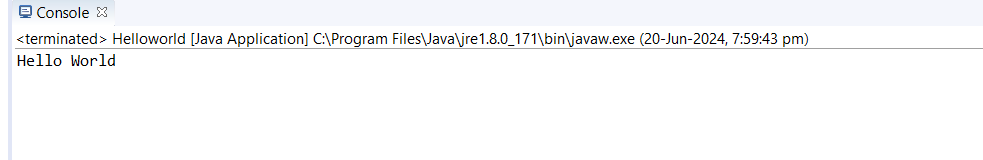 Console
<terminated> Helloworld [Java Application] C:\Program Files\Java\jre1.8.0_171\bin\javaw.exe (20-Jun-2024, 7:59:43 pm)
Hello World